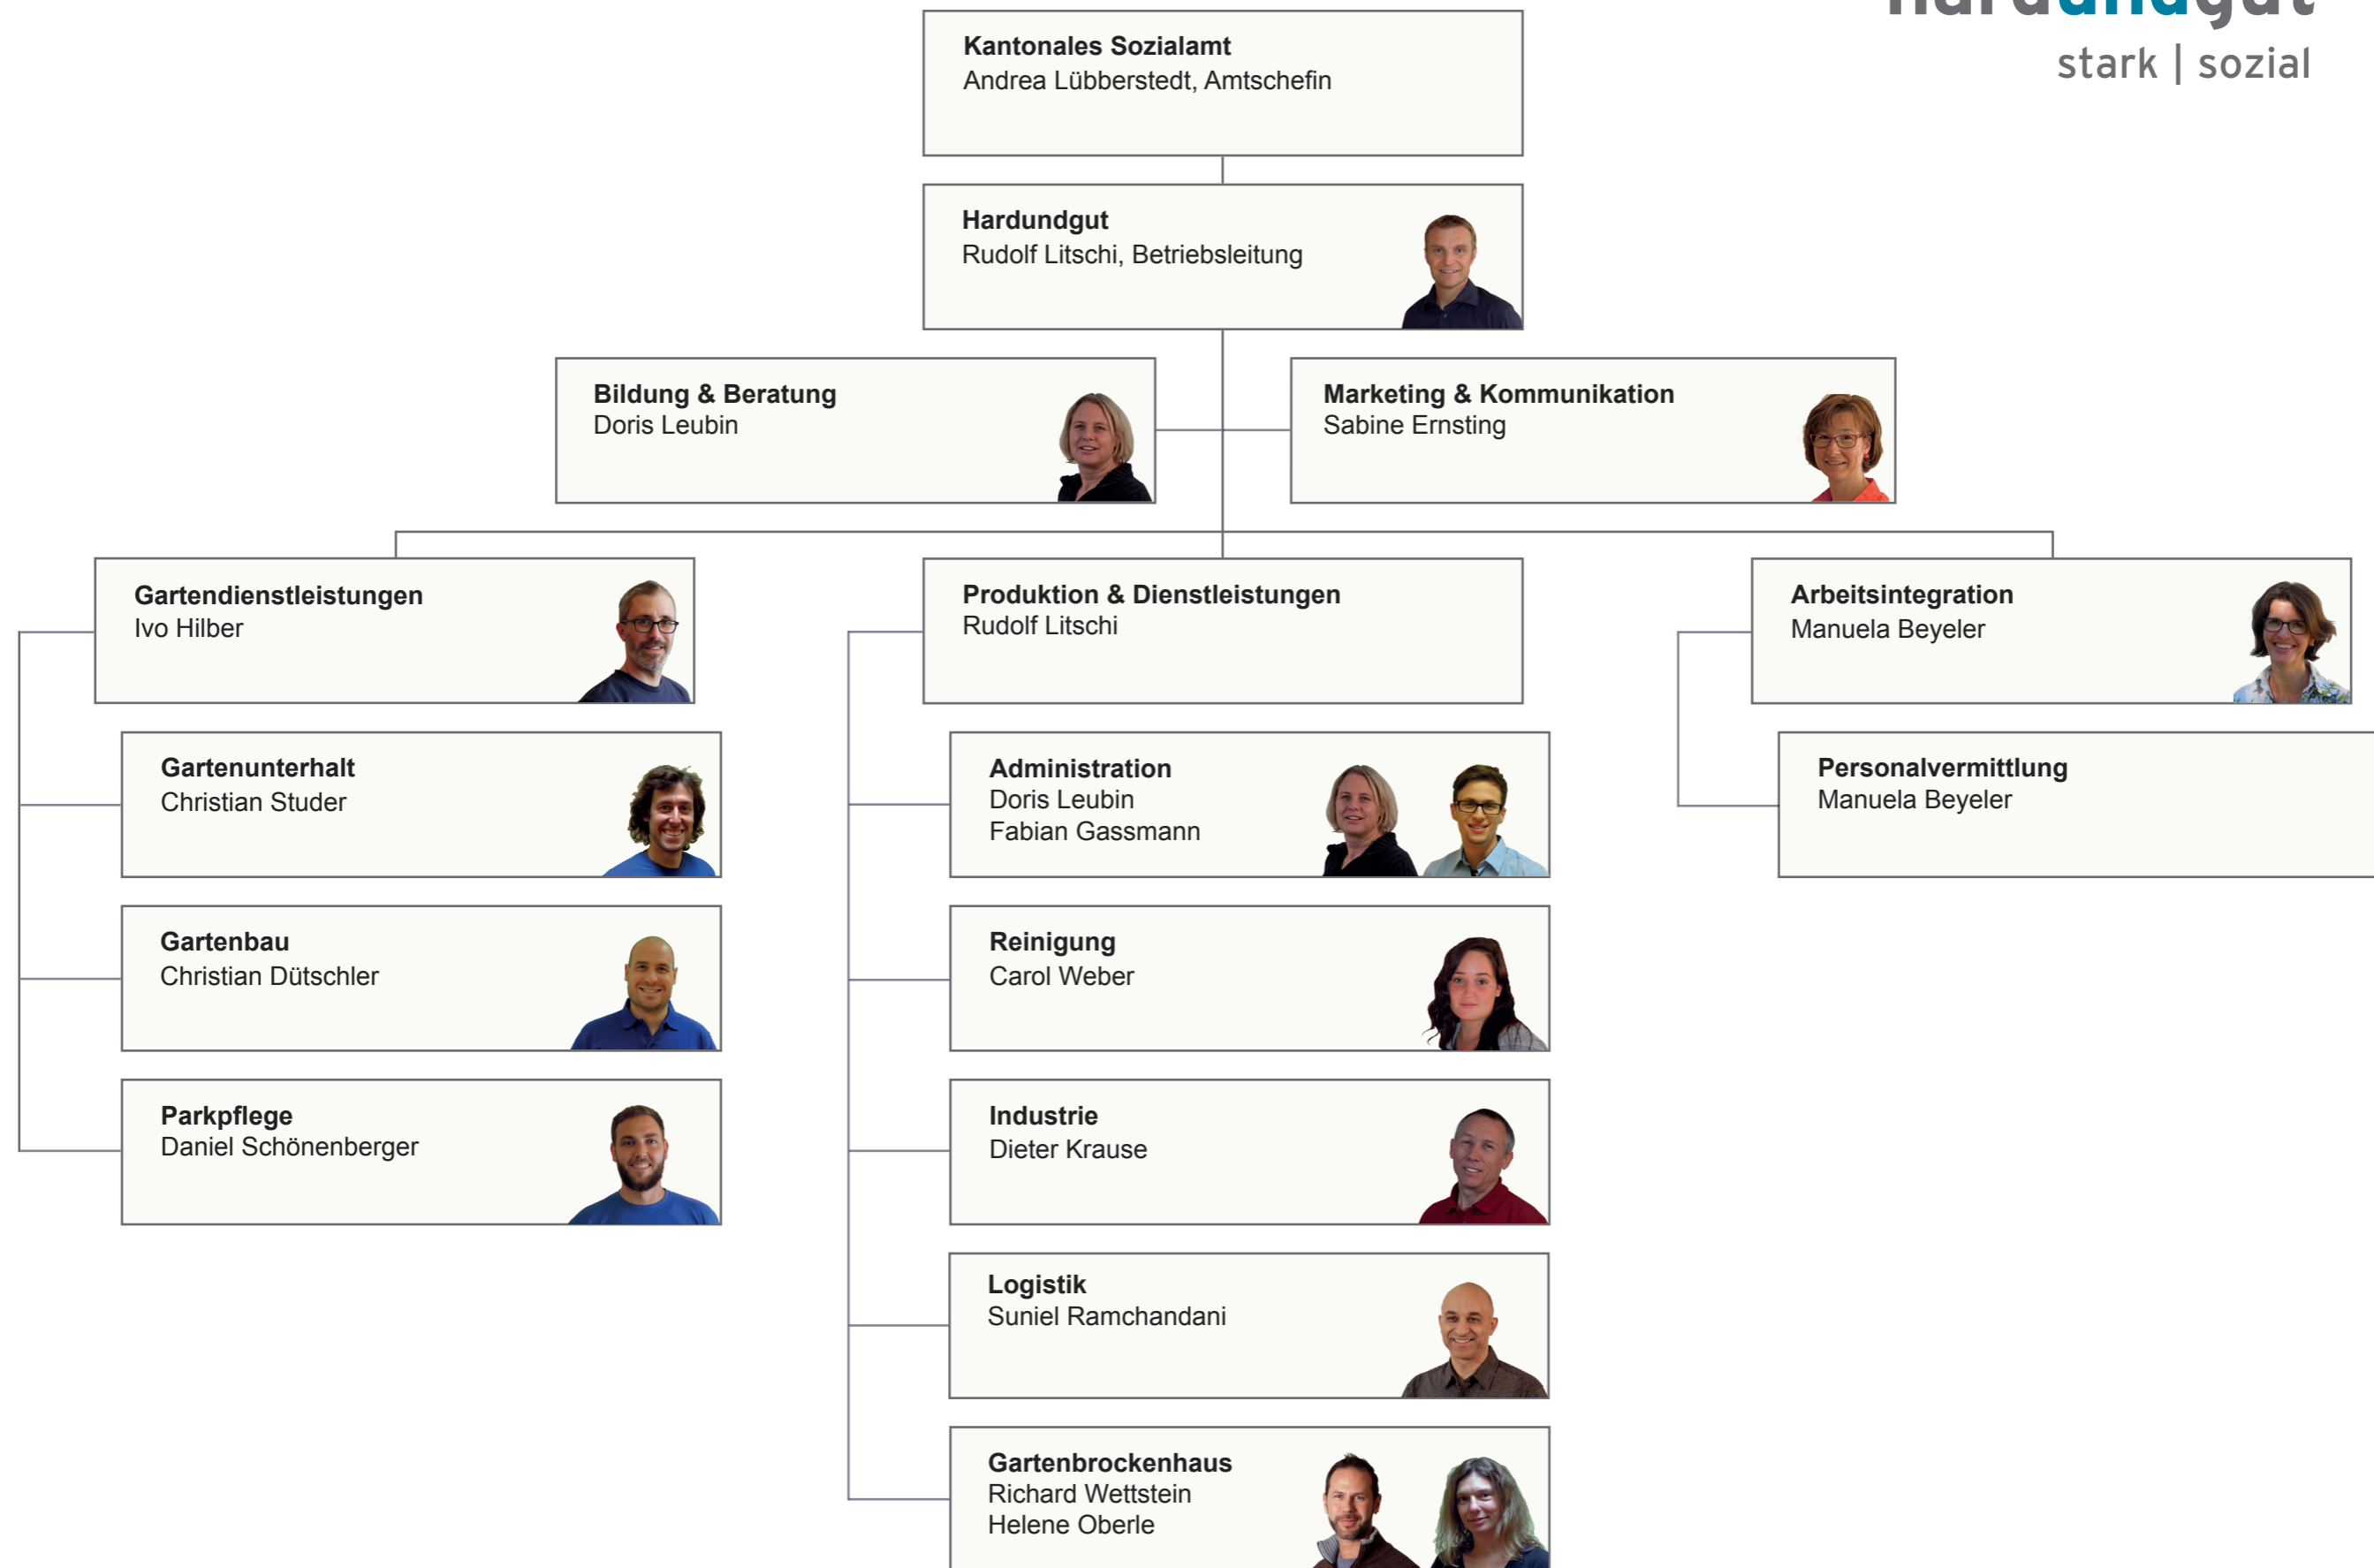 hardundgut
stark | sozial
Kantonales Sozialamt
Andrea Lübberstedt, Amtschefin
Hardundgut
Rudolf Litschi, Betriebsleitung
Bildung & Beratung
Doris Leubin
Marketing & Kommunikation
Sabine Ernsting
Gartendienstleistungen
Ivo Hilber
Gartenunterhalt
Christian Studer
Gartenbau
Christian Dütschler
Parkpflege
Daniel Schönenberger
Produktion & Dienstleistungen
Rudolf Litschi
Administration
Doris Leubin
Fabian Gassmann
Reinigung
Carol Weber
Industrie
Dieter Krause
Logistik
Suniel Ramchandani
Gartenbrockenhaus
Richard Wettstein
Helene Oberle
Arbeitsintegration
Manuela Beyeler
Personalvermittlung
Manuela Beyeler